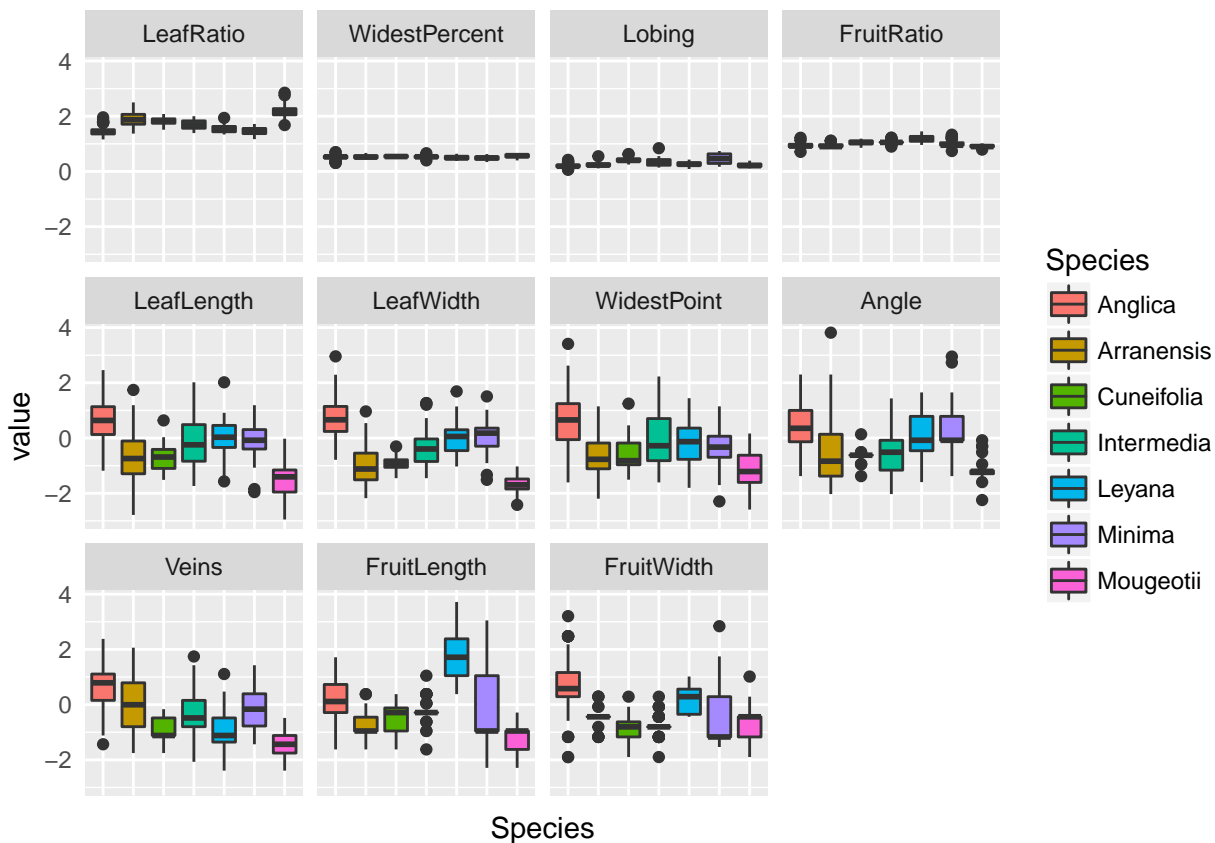 LeafRatio WidestPercent Lobing FruitRatio
4
2
0
−2
LeafLength LeafWidth WidestPoint Angle
4
2
0
−2
Veins FruitLength FruitWidth
4
2
0
−2
value
Species
Species
Anglica
Arranensis
Cuneifolia
Intermedia
Leyana
Minima
Mougeotii